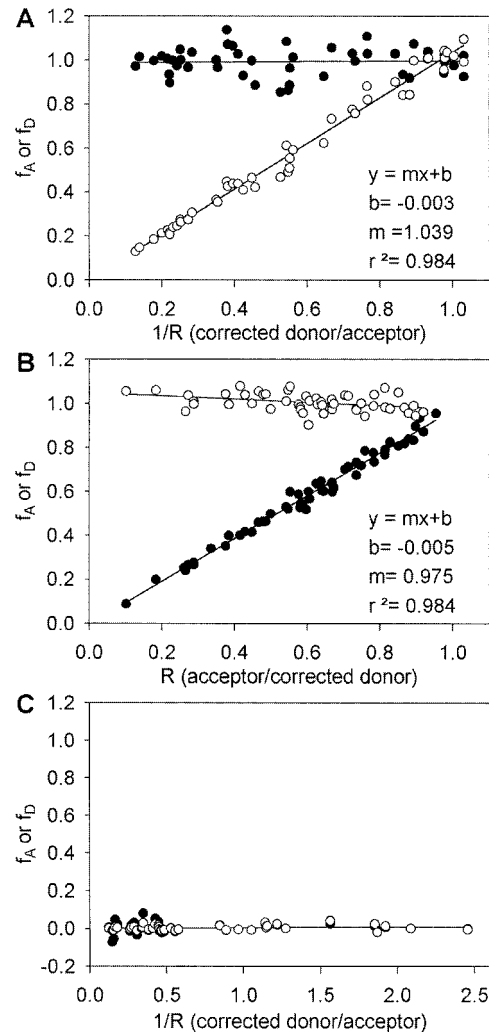 A
f_A or f_D
1.2
1.0
0.8
0.6
0.4
0.2
0.0
y = mx+b
b= -0.003
m =1.039
r ²= 0.984
0.0 0.2 0.4 0.6 0.8 1.0
1/R (corrected donor/acceptor)
B
f_A or f_D
1.2
1.0
0.8
0.6
0.4
0.2
0.0
y = mx+b
b= -0.005
m= 0.975
r ²= 0.984
0.0 0.2 0.4 0.6 0.8 1.0
R (acceptor/corrected donor)
C
f_A or f_D
1.2
1.0
0.8
0.6
0.4
0.2
0.0
-0.2
0.0 0.5 1.0 1.5 2.0 2.5
1/R (corrected donor/acceptor)